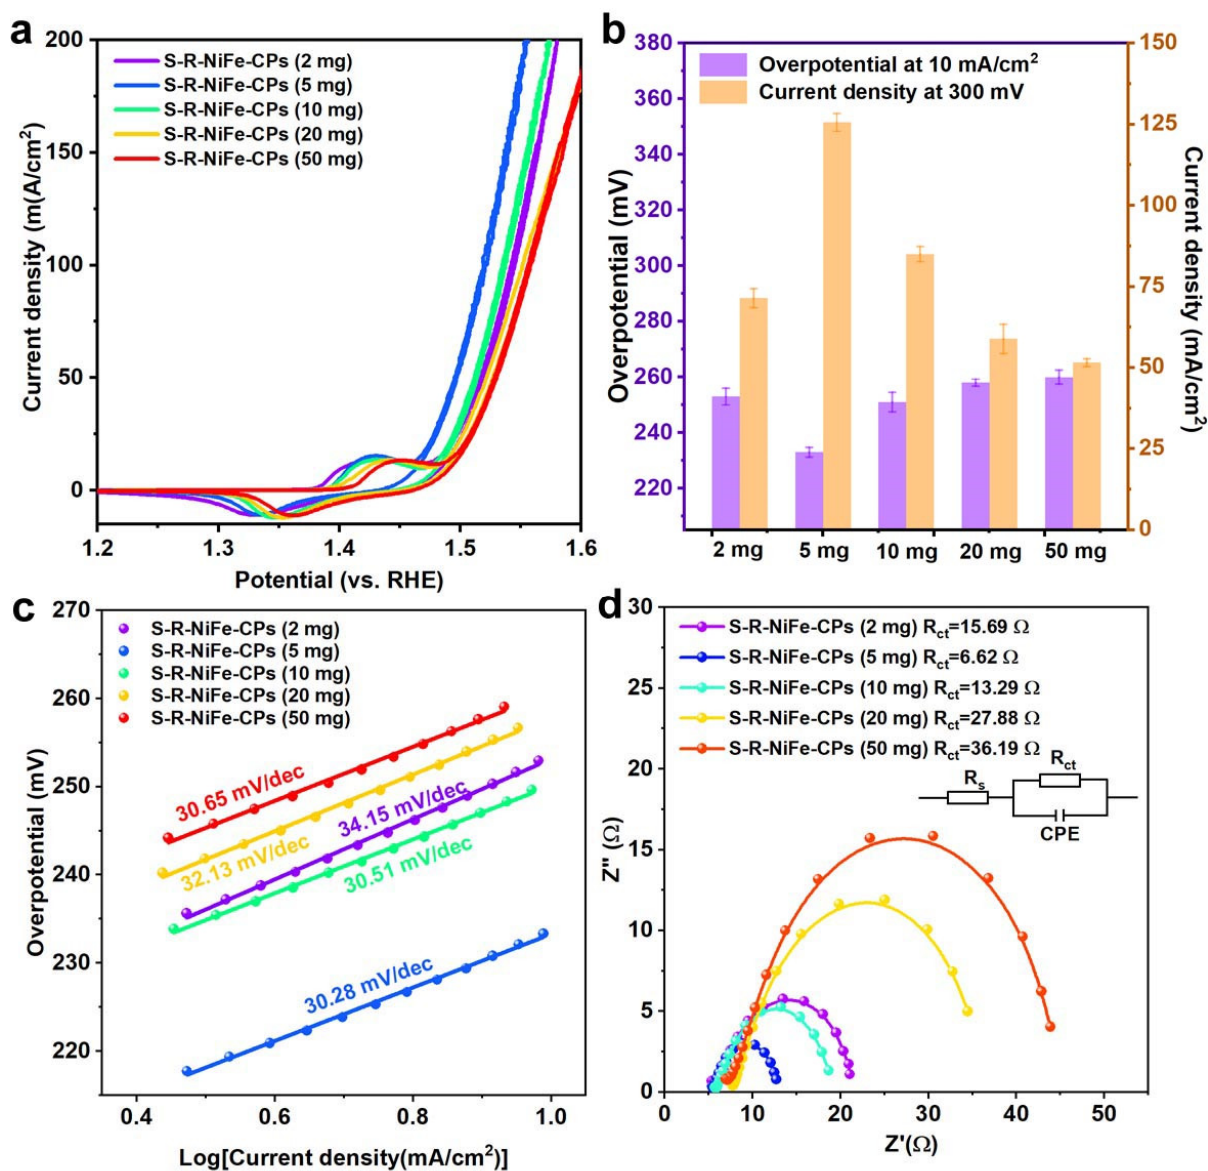 a
200
150
100
50
0
1.2
1.3
1.4
1.5
1.6
Current density (m(A/cm²)
Potential (vs. RHE)
S-R-NiFe-CPs (2 mg)
S-R-NiFe-CPs (5 mg)
S-R-NiFe-CPs (10 mg)
S-R-NiFe-CPs (20 mg)
S-R-NiFe-CPs (50 mg)
b
380
360
340
320
300
280
260
240
220
Overpotential (mV)
Overpotential at 10 mA/cm²
Current density at 300 mV
150
125
100
75
50
25
0
Current density (mA/cm²)
2 mg
5 mg
10 mg
20 mg
50 mg
c
270
260
250
240
230
220
Overpotential (mV)
S-R-NiFe-CPs (2 mg)
S-R-NiFe-CPs (5 mg)
S-R-NiFe-CPs (10 mg)
S-R-NiFe-CPs (20 mg)
S-R-NiFe-CPs (50 mg)
30.65 mV/dec
34.15 mV/dec
32.13 mV/dec
30.51 mV/dec
30.28 mV/dec
0.4
0.6
0.8
1.0
Log[Current density(mA/cm²)]
d
30
25
20
15
10
5
0
Z" (Ω)
S-R-NiFe-CPs (2 mg) Rct=15.69 Ω
S-R-NiFe-CPs (5 mg) Rct=6.62 Ω
S-R-NiFe-CPs (10 mg) Rct=13.29 Ω
S-R-NiFe-CPs (20 mg) Rct=27.88 Ω
S-R-NiFe-CPs (50 mg) Rct=36.19 Ω
Rs
Rct
CPE
0
10
20
30
40
50
Z'(Ω)